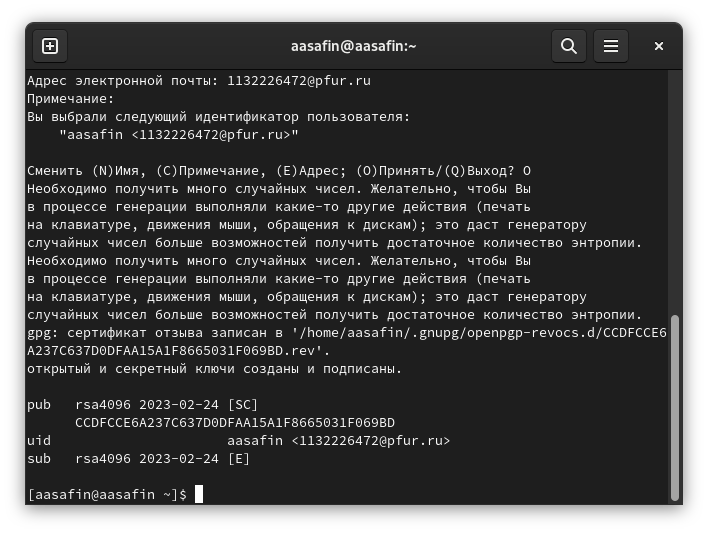 aasafin@aasafin:~
Адрес электронной почты: 1132226472@pfur.ru
Примечание:
Вы выбрали следующий идентификатор пользователя:
"aasafin <1132226472@pfur.ru>"
Сменить (N)Имя, (C)Примечание, (E)Адрес; (O)Принять/(Q)Выход? O
Необходимо получить много случайных чисел. Желательно, чтобы Вы
в процессе генерации выполняли какие-то другие действия (печать
на клавиатуре, движения мыши, обращения к дискам); это даст генератору
случайных чисел больше возможностей получить достаточное количество энтропии.
Необходимо получить много случайных чисел. Желательно, чтобы Вы
в процессе генерации выполняли какие-то другие действия (печать
на клавиатуре, движения мыши, обращения к дискам); это даст генератору
случайных чисел больше возможностей получить достаточное количество энтропии.
gpg: сертификат отзыва записан в '/home/aasafin/.gnupg/openpgp-revocs.d/CCDFCCE6
A237C637D0DFAA15A1F8665031F069BD.rev'.
открытый и секретный ключи созданы и подписаны.
pub   rsa4096 2023-02-24 [SC]
CCDFCCE6A237C637D0DFAA15A1F8665031F069BD
uid                      aasafin <1132226472@pfur.ru>
sub   rsa4096 2023-02-24 [E]
[aasafin@aasafin ~]$